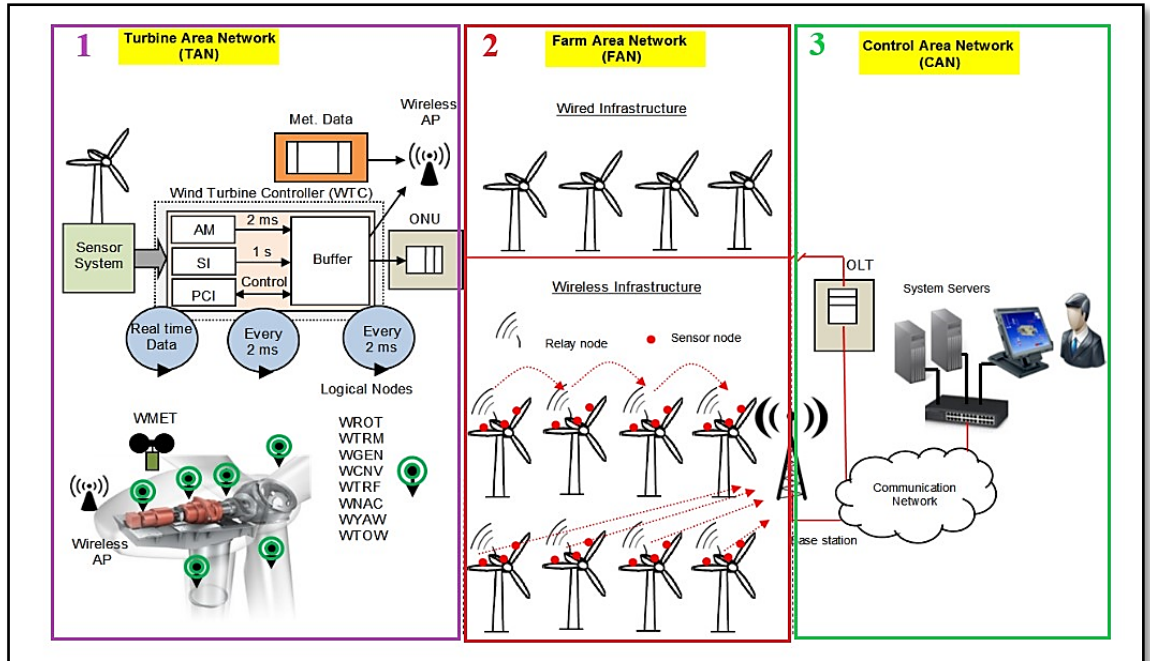 1
Turbine Area Network
(TAN)
Met. Data
Wireless
AP
Wind Turbine Controller (WTC)
Sensor
System
AM
2 ms
SI
1 s
PCI
Control
Buffer
ONU
Real time
Data
Every
2 ms
Every
2 ms
Logical Nodes
WMET
Wireless
AP
WROT
WTRM
WGEN
WCNV
WTRF
WNAC
WYAW
WTOW
2
Farm Area Network
(FAN)
Wired Infrastructure
Wireless Infrastructure
Relay node
Sensor node
3
Control Area Network
(CAN)
OLT
System Servers
Communication
Network
ase station